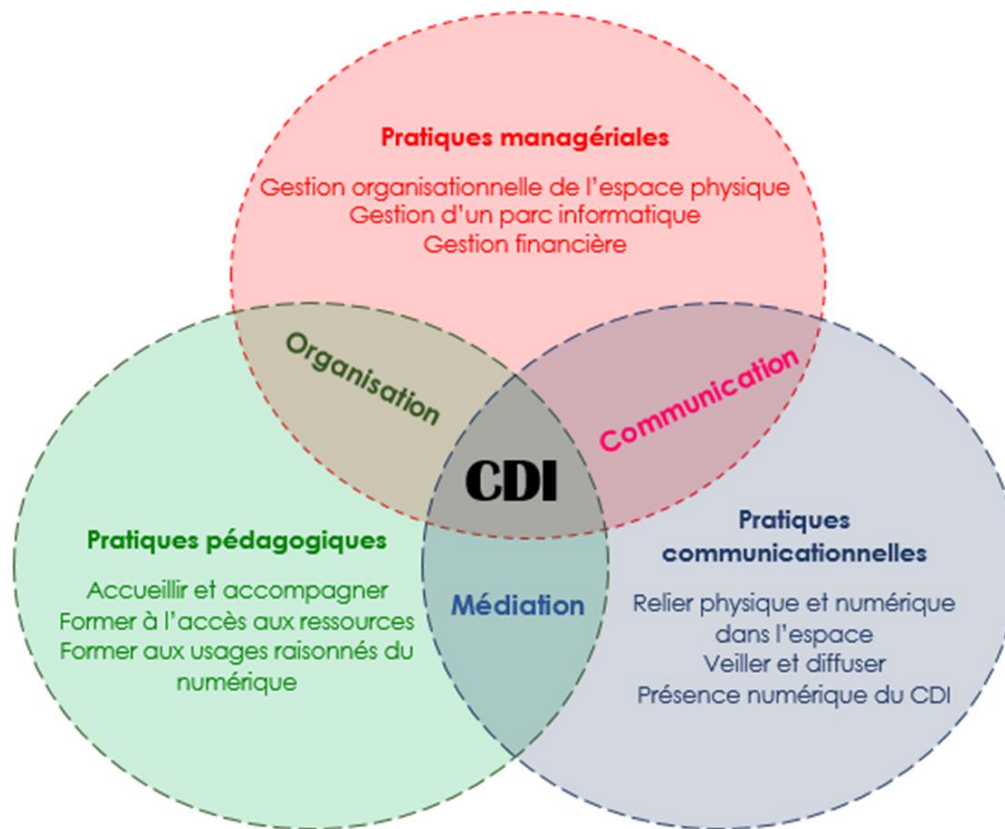 Pratiques managériales
Gestion organisationnelle de l'espace physique
Gestion d'un parc informatique
Gestion financière
Organisation
Communication
CDI
Pratiques pédagogiques
Accueillir et accompagner
Former à l'accès aux ressources
Former aux usages raisonnés du
numérique
Médiation
Pratiques
communicationnelles
Relier physique et numérique
dans l'espace
Veiller et diffuser
Présence numérique du CDI